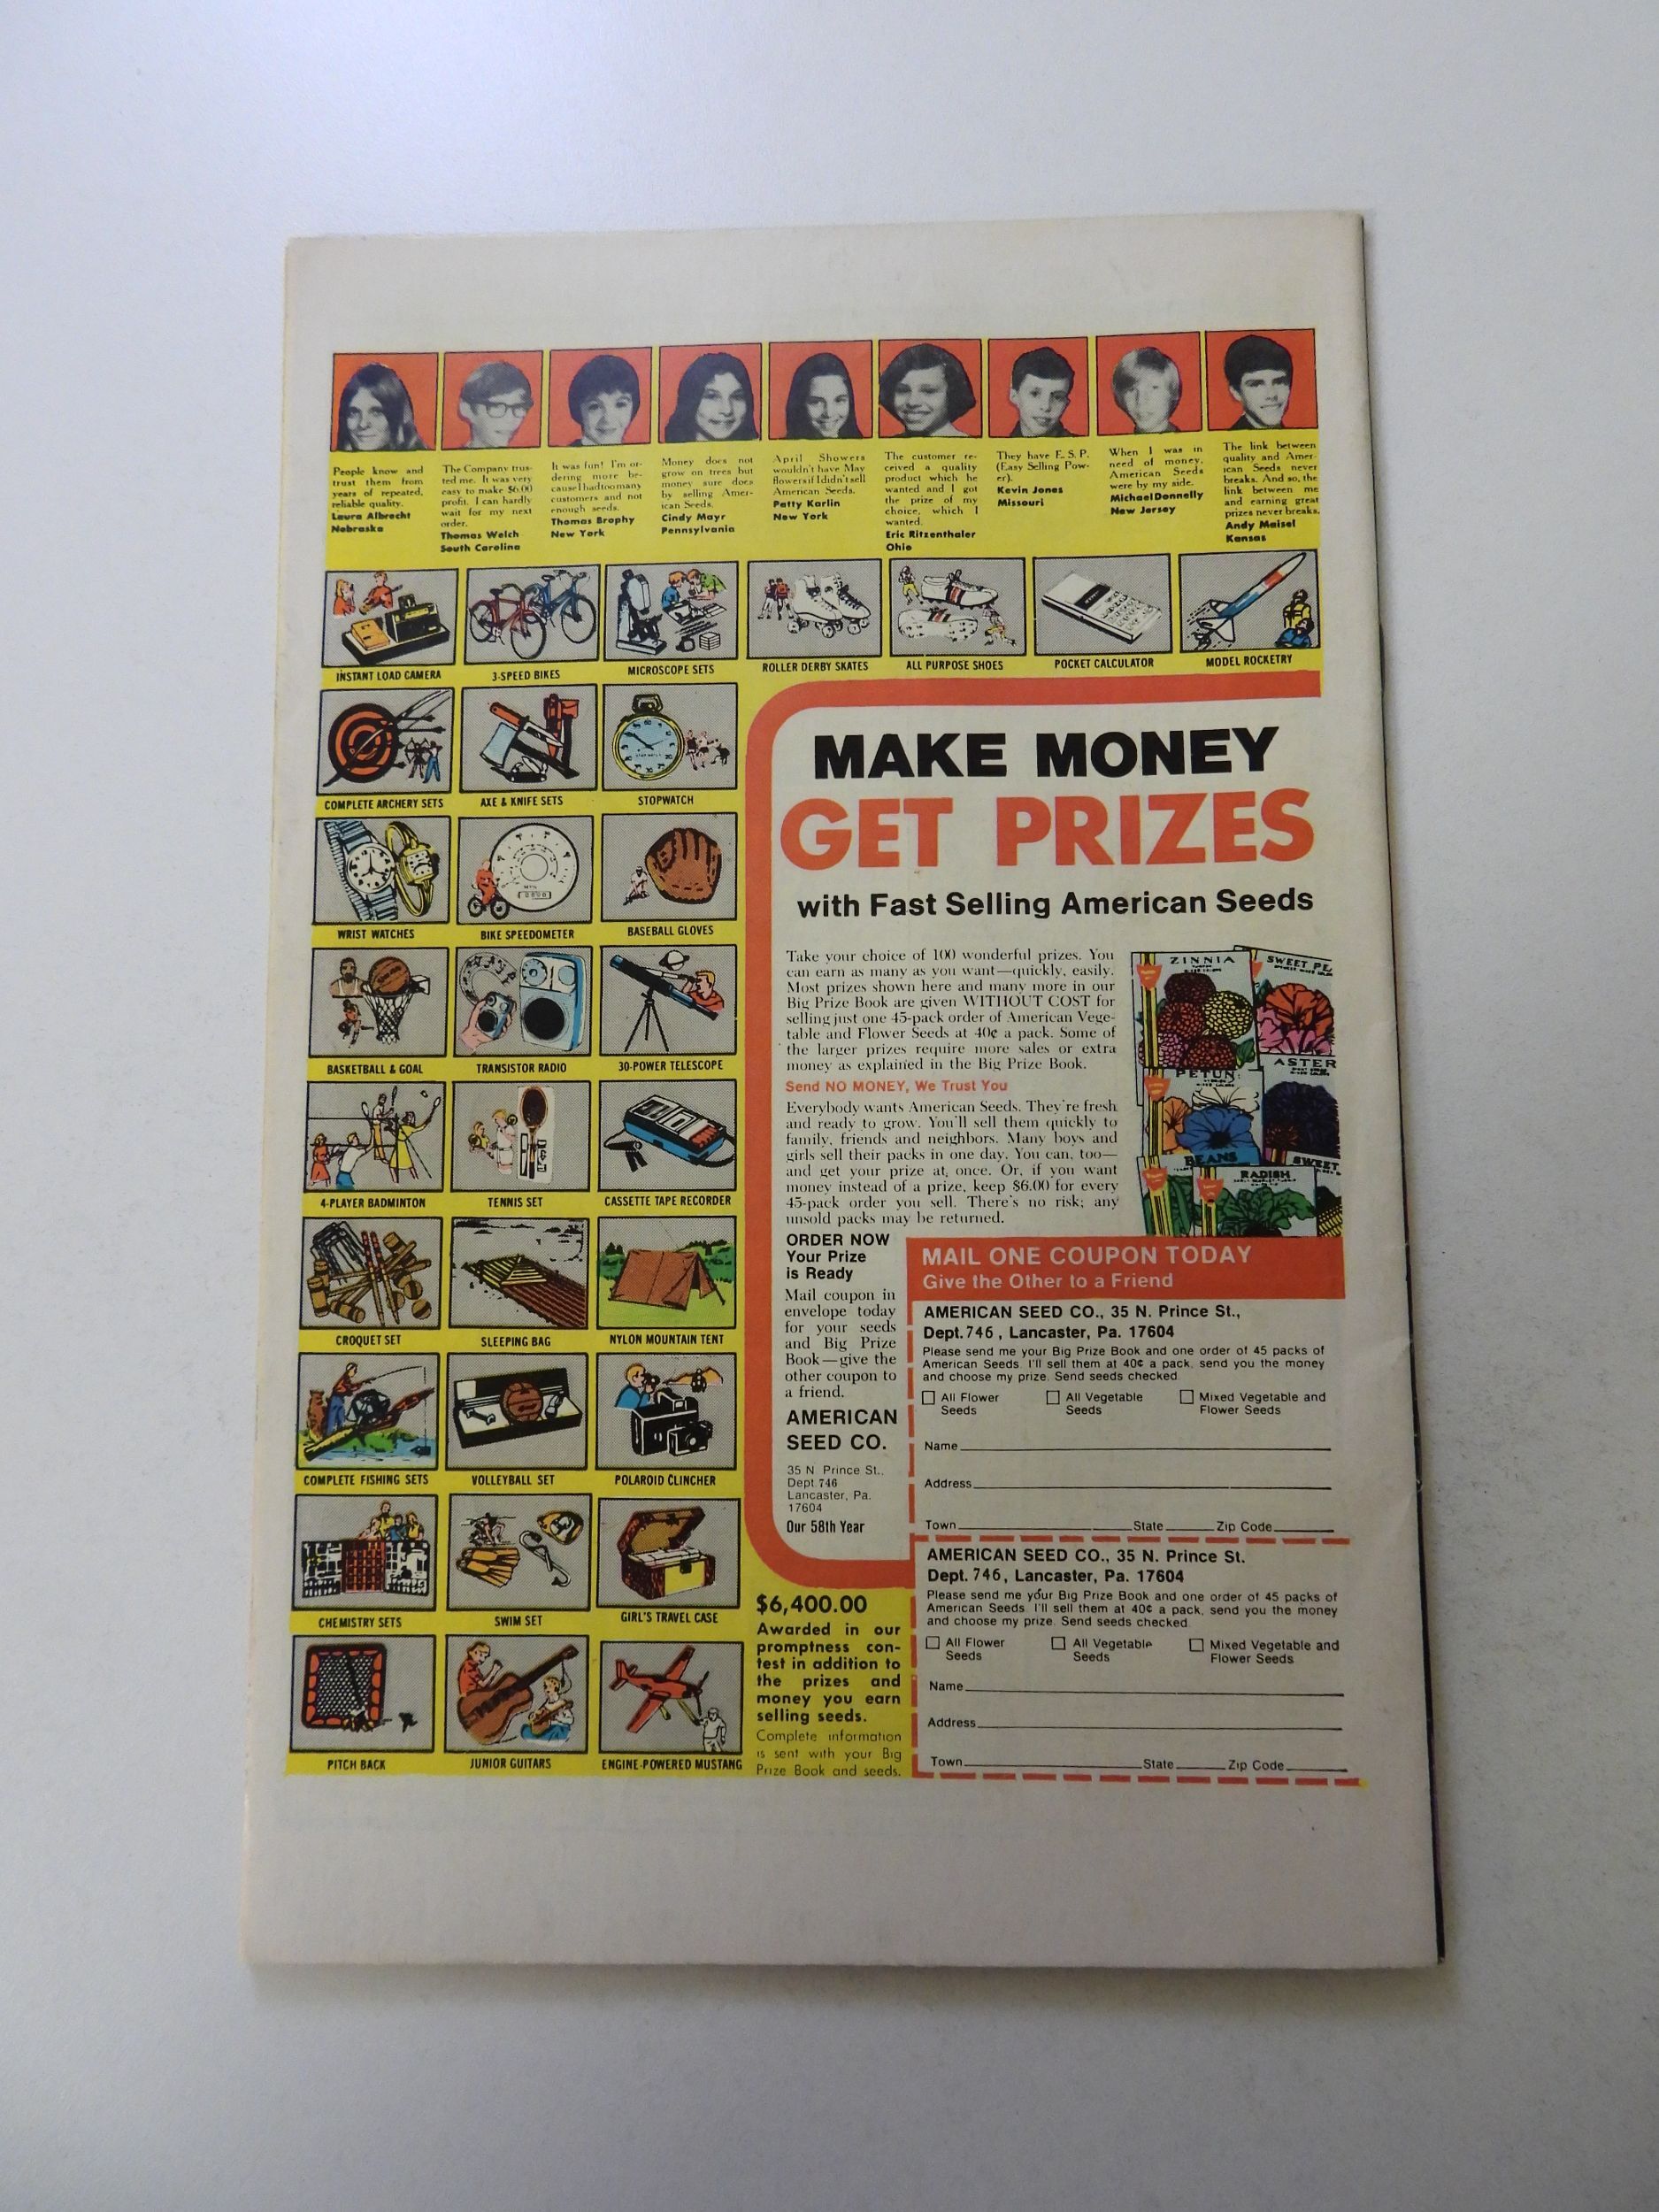 People know and
trust them from
years of repeated,
reliable quality.
Laura Albrecht
Nebraska
The Company trus-
ted me. It was very
easy to make $6.00
profit. I can hardly
wait for my next
order.
Thomas Welch
South Carolina
It was fun! I'm or-
dering more be-
cause I had too many
customers and not
enough seeds.
Thomas Brophy
New York
Money does not
grow on trees but
money sure does
by selling Amer-
ican Seeds.
Cindy Mayr
Pennsylvania
April Showers
wouldn't have May
flowers if I didn't sell
American Seeds.
Patty Karlin
New York
The customer re-
ceived a quality
product which he
wanted and I got
the prize of my
choice, which I
wanted.
Eric Ritzenthaler
Ohio
They have E. S. P.
(Easy Selling Pow-
er).
Kevin Jones
Missouri
When I was in
need of money,
American Seeds
were by my side.
Michael Donnelly
New Jersey
The link between
quality and Amer-
ican Seeds never
breaks. And so, the
link between me
and earning great
prizes never breaks.
Andy Maisel
Kansas
INSTANT LOAD CAMERA
3-SPEED BIKES
MICROSCOPE SETS
ROLLER DERBY SKATES
ALL PURPOSE SHOES
POCKET CALCULATOR
MODEL ROCKETRY
COMPLETE ARCHERY SETS
AXE & KNIFE SETS
STOPWATCH
WRIST WATCHES
BIKE SPEEDOMETER
BASEBALL GLOVES
BASKETBALL & GOAL
TRANSISTOR RADIO
30-POWER TELESCOPE
4-PLAYER BADMINTON
TENNIS SET
CASSETTE TAPE RECORDER
CROQUET SET
SLEEPING BAG
NYLON MOUNTAIN TENT
COMPLETE FISHING SETS
VOLLEYBALL SET
POLAROID CLINCHER
CHEMISTRY SETS
SWIM SET
GIRL'S TRAVEL CASE
PITCH BACK
JUNIOR GUITARS
ENGINE-POWERED MUSTANG
MAKE MONEY
GET PRIZES
with Fast Selling American Seeds
Take your choice of 100 wonderful prizes. You
can earn as many as you want—quickly, easily.
Most prizes shown here and many more in our
Big Prize Book are given WITHOUT COST for
selling just one 45-pack order of American Vege-
table and Flower Seeds at 40¢ a pack. Some of
the larger prizes require more sales or extra
money as explained in the Big Prize Book.
Send NO MONEY, We Trust You
Everybody wants American Seeds. They're fresh
and ready to grow. You'll sell them quickly to
family, friends and neighbors. Many boys and
girls sell their packs in one day. You can, too—
and get your prize at once. Or, if you want
money instead of a prize, keep $6.00 for every
45-pack order you sell. There's no risk; any
unsold packs may be returned.
ZINNIA
SWEET PE
ASTER
PETUN
BEANS
RADISH
SWEET
ORDER NOW
Your Prize
is Ready
Mail coupon in
envelope today
for your seeds
and Big Prize
Book—give the
other coupon to
a friend.
AMERICAN
SEED CO.
35 N. Prince St.,
Dept 746
Lancaster, Pa.
17604
Our 58th Year
MAIL ONE COUPON TODAY
Give the Other to a Friend
AMERICAN SEED CO., 35 N. Prince St.,
Dept. 746, Lancaster, Pa. 17604
Please send me your Big Prize Book and one order of 45 packs of
American Seeds. I'll sell them at 40¢ a pack, send you the money
and choose my prize. Send seeds checked.
All Flower
Seeds
All Vegetable
Seeds
Mixed Vegetable and
Flower Seeds
Name
Address
Town State Zip Code
AMERICAN SEED CO., 35 N. Prince St.
Dept. 746, Lancaster, Pa. 17604
Please send me your Big Prize Book and one order of 45 packs of
American Seeds. I'll sell them at 40¢ a pack, send you the money
and choose my prize. Send seeds checked.
All Flower
Seeds
All Vegetable
Seeds
Mixed Vegetable and
Flower Seeds
Name
Address
Town State Zip Code
$6,400.00
Awarded in our
promptness con-
test in addition to
the prizes and
money you earn
selling seeds.
Complete information
is sent with your Big
Prize Book and seeds.